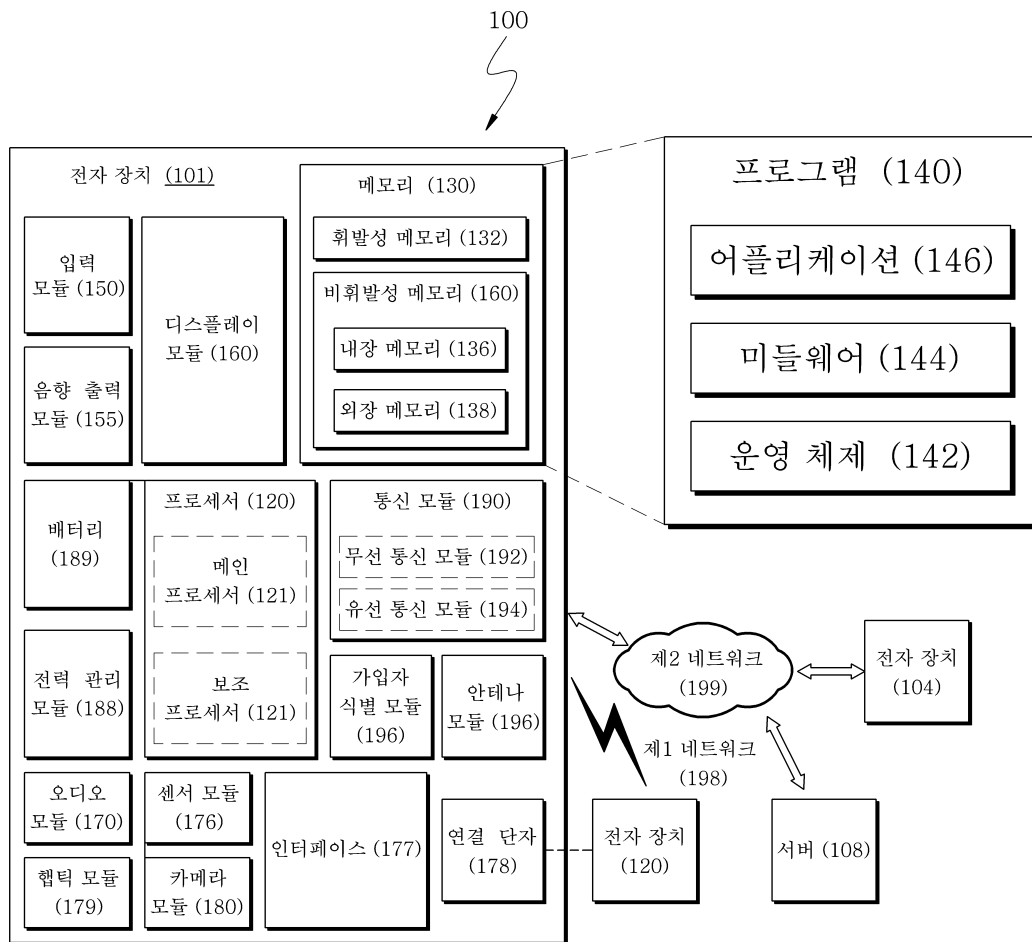 100
전자 장치 (101)
메모리 (130)
휘발성 메모리 (132)
비휘발성 메모리 (160)
내장 메모리 (136)
외장 메모리 (138)
입력
모듈 (150)
디스플레이
모듈 (160)
음향 출력
모듈 (155)
프로그램 (140)
어플리케이션 (146)
미들웨어 (144)
운영 체제 (142)
배터리
(189)
프로세서 (120)
메인
프로세서 (121)
보조
프로세서 (121)
통신 모듈 (190)
무선 통신 모듈 (192)
유선 통신 모듈 (194)
전력 관리
모듈 (188)
가입자
식별 모듈
(196)
안테나
모듈 (196)
제2 네트워크
(199)
전자 장치
(104)
제1 네트워크
(198)
오디오
모듈 (170)
센서 모듈
(176)
인터페이스 (177)
연결 단자
(178)
전자 장치
(120)
서버 (108)
햅틱 모듈
(179)
카메라
모듈 (180)